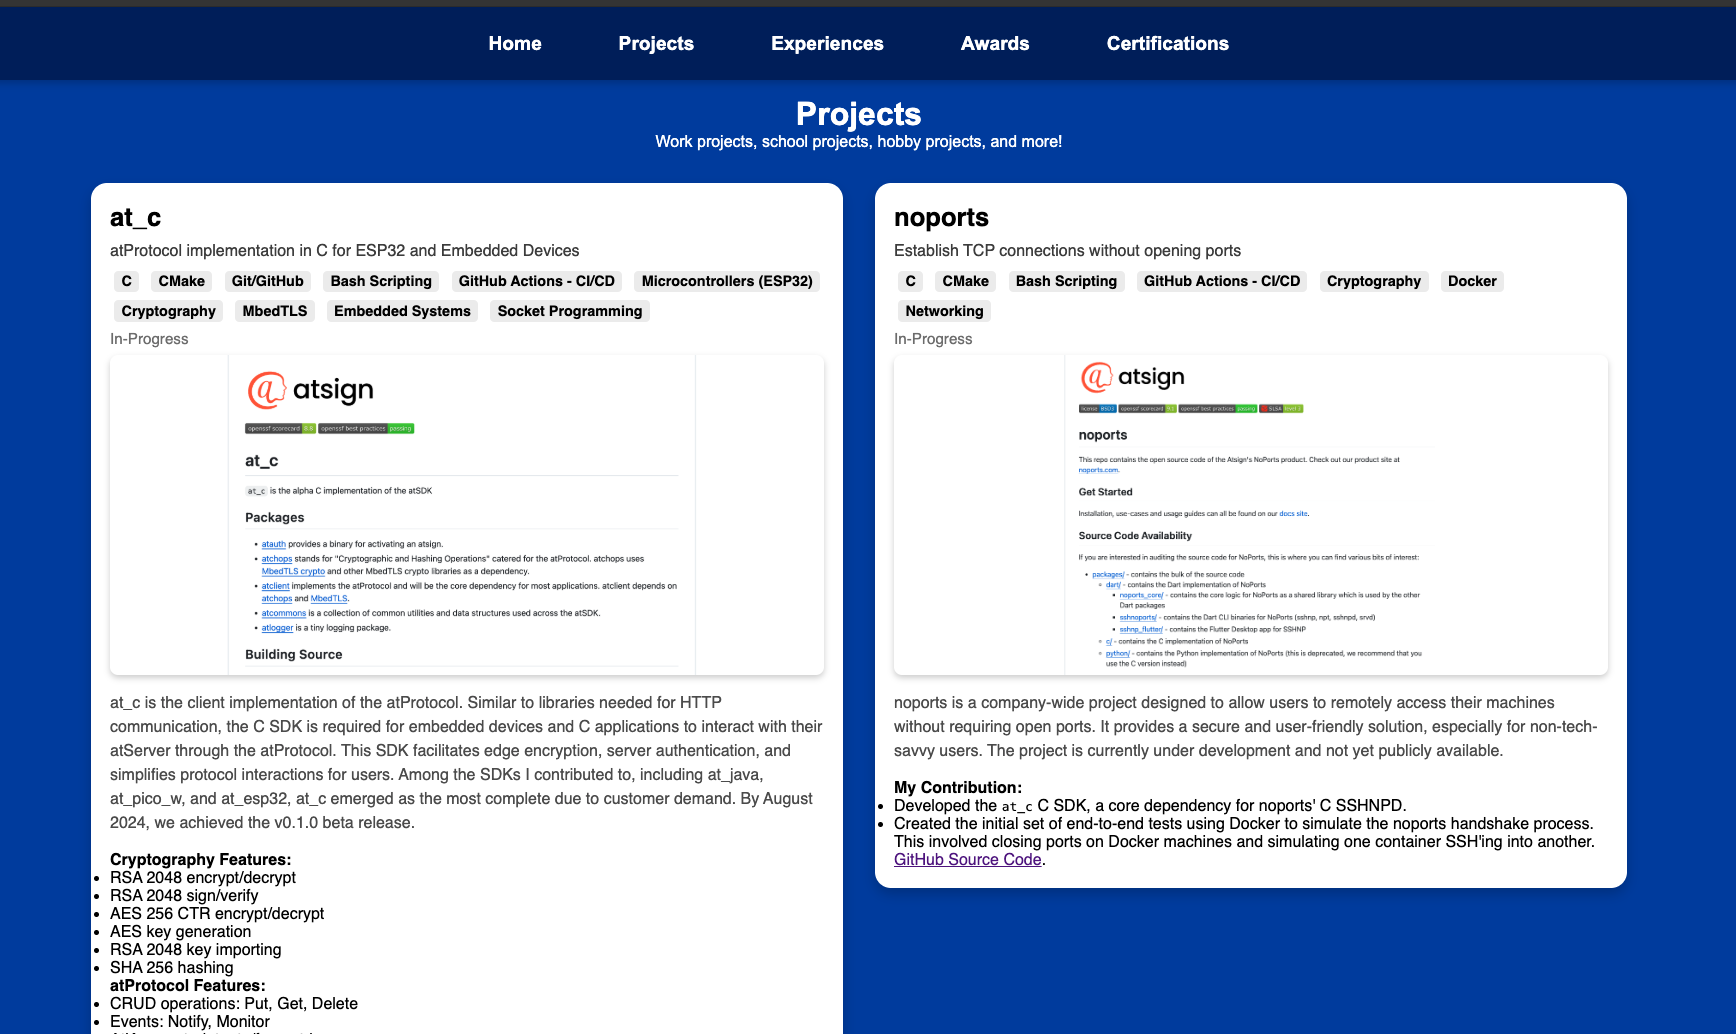 Home Projects Experiences Awards Certifications
Projects
Work projects, school projects, hobby projects, and more!
at_c
atProtocol implementation in C for ESP32 and Embedded Devices
C CMake Git/GitHub Bash Scripting GitHub Actions - CI/CD Microcontrollers (ESP32)
Cryptography MbedTLS Embedded Systems Socket Programming
In-Progress
@ atsign
openssf scorecard 8.8 openssf best practices passing
at_c
at_c is the alpha C implementation of the atSDK
Packages
• atauth provides a binary for activating an atsign.
• atchops stands for "Cryptographic and Hashing Operations" catered for the atProtocol. atchops uses
MbedTLS crypto and other MbedTLS crypto libraries as a dependency.
• atclient implements the atProtocol and will be the core dependency for most applications. atclient depends on
atchops and MbedTLS.
• atcommons is a collection of common utilities and data structures used across the atSDK.
• atlogger is a tiny logging package.
Building Source
at_c is the client implementation of the atProtocol. Similar to libraries needed for HTTP
communication, the C SDK is required for embedded devices and C applications to interact with their
atServer through the atProtocol. This SDK facilitates edge encryption, server authentication, and
simplifies protocol interactions for users. Among the SDKs I contributed to, including at_java,
at_pico_w, and at_esp32, at_c emerged as the most complete due to customer demand. By August
2024, we achieved the v0.1.0 beta release.
Cryptography Features:
• RSA 2048 encrypt/decrypt
• RSA 2048 sign/verify
• AES 256 CTR encrypt/decrypt
• AES key generation
• RSA 2048 key importing
• SHA 256 hashing
atProtocol Features:
• CRUD operations: Put, Get, Delete
• Events: Notify, Monitor
noports
Establish TCP connections without opening ports
C CMake Bash Scripting GitHub Actions - CI/CD Cryptography Docker
Networking
In-Progress
@ atsign
license openssf scorecard openssf best practices passing SLSA
noports
This repo contains the open source code of the Atsign's NoPorts product. Check out our product site at
noports.com.
Get Started
Installation, use-cases and usage guides can all be found on our docs site.
Source Code Availability
If you are interested in auditing the source code for NoPorts, this is where you can find various bits of interest:
• packages/ - contains the bulk of the source code
dart/ - contains the Dart implementation of NoPorts
noports_core/ - contains the core logic for NoPorts as a shared library which is used by the other
Dart packages
sshnoports/ - contains the Dart CLI binaries for NoPorts (sshnp, npt, sshnpd, srvd)
sshnp_flutter/ - contains the Flutter Desktop app for SSHNP
c/ - contains the C implementation of NoPorts
python/ - contains the Python implementation of NoPorts (this is deprecated, we recommend that you
use the C version instead)
noports is a company-wide project designed to allow users to remotely access their machines
without requiring open ports. It provides a secure and user-friendly solution, especially for non-tech-
savvy users. The project is currently under development and not yet publicly available.
My Contribution:
• Developed the at_c C SDK, a core dependency for noports' C SSHNPD.
• Created the initial set of end-to-end tests using Docker to simulate the noports handshake process.
This involved closing ports on Docker machines and simulating one container SSH'ing into another.
GitHub Source Code.